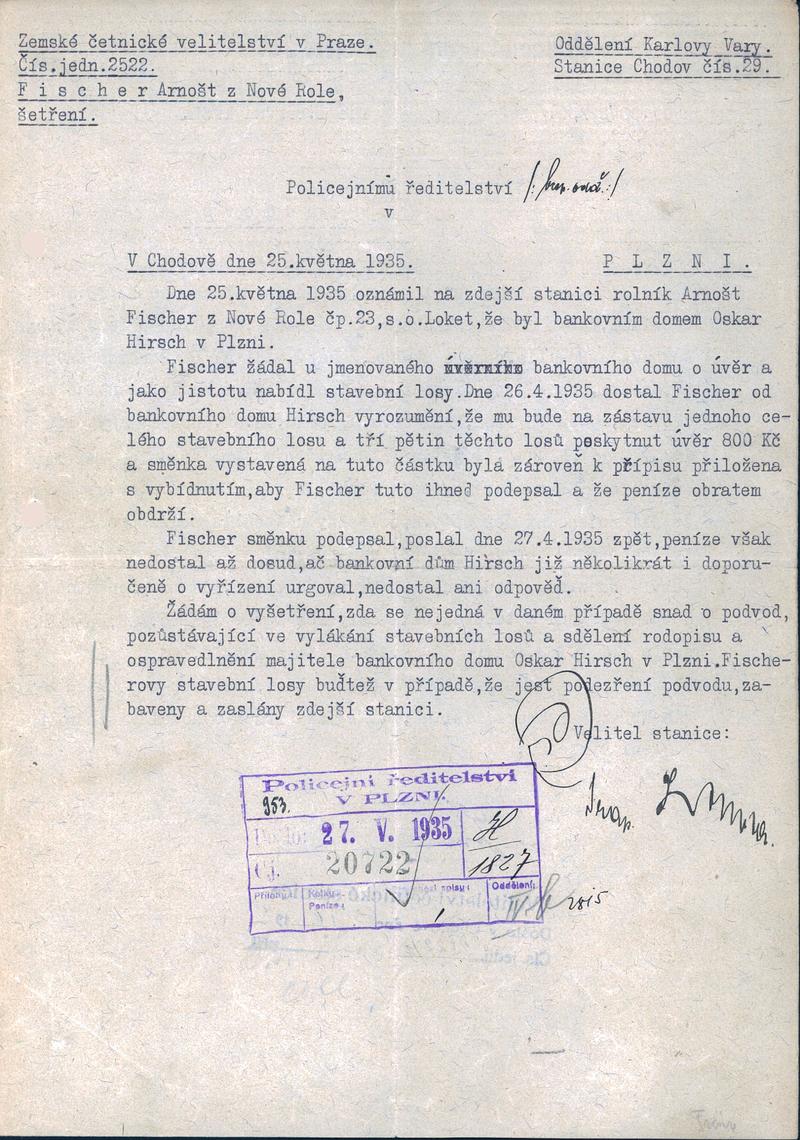 Zemské četnické velitelství v Praze.
Oddělení Karlovy Vary.
Čís.jedn.2522.
Stanice Chodov čís.29.
F i s c h e r Arnošt z Nové Role,
šetření.
Policejnímu ředitelství
v
V Chodově dne 25.května 1935.
P L Z N I .
Dne 25.května 1935 oznámil na zdejší stanici rolník Arnošt
Fischer z Nové Role čp.23,s.o.Loket,že byl bankovním domem Oskar
Hirsch v Plzni.
Fischer žádal u jmenovaného bankovního domu o úvěr a
jako jistotu nabídl stavební losy.Dne 26.4.1935 dostal Fischer od
bankovního domu Hirsch vyrozumění,že mu bude na zástavu jednoho ce-
lého stavebního losu a tří pětin těchto losů poskytnut úvěr 800 Kč
a směnka vystavená na tuto částku byla zároveň k přípisu přiložena
s vybídnutím,aby Fischer tuto ihned podepsal a že peníze obratem
obdrží.
Fischer směnku podepsal,poslal dne 27.4.1935 zpět,peníze však
nedostal až dosud,ač bankovní dům Hirsch již několikrát i doporu-
čeně o vyřízení urgoval,nedostal ani odpověď.
Žádám o vyšetření,zda se nejedná v daném případě snad o podvod,
pozůstávající ve vylákání stavebních losů a sdělení rodopisu a
ospravedlnění majitele bankovního domu Oskar Hirsch v Plzni.Fische-
rovy stavební losy buďtež v případě,že jest podezření podvodu,za-
baveny a zaslány zdejší stanici.
Velitel stanice:
Policejní ředitelství
V PLZNI.
953.
Došlo: 27. V. 1935
H
Čj. 20722
1827
Přílohy:
Kolky-
Peníze:
Oddělení: